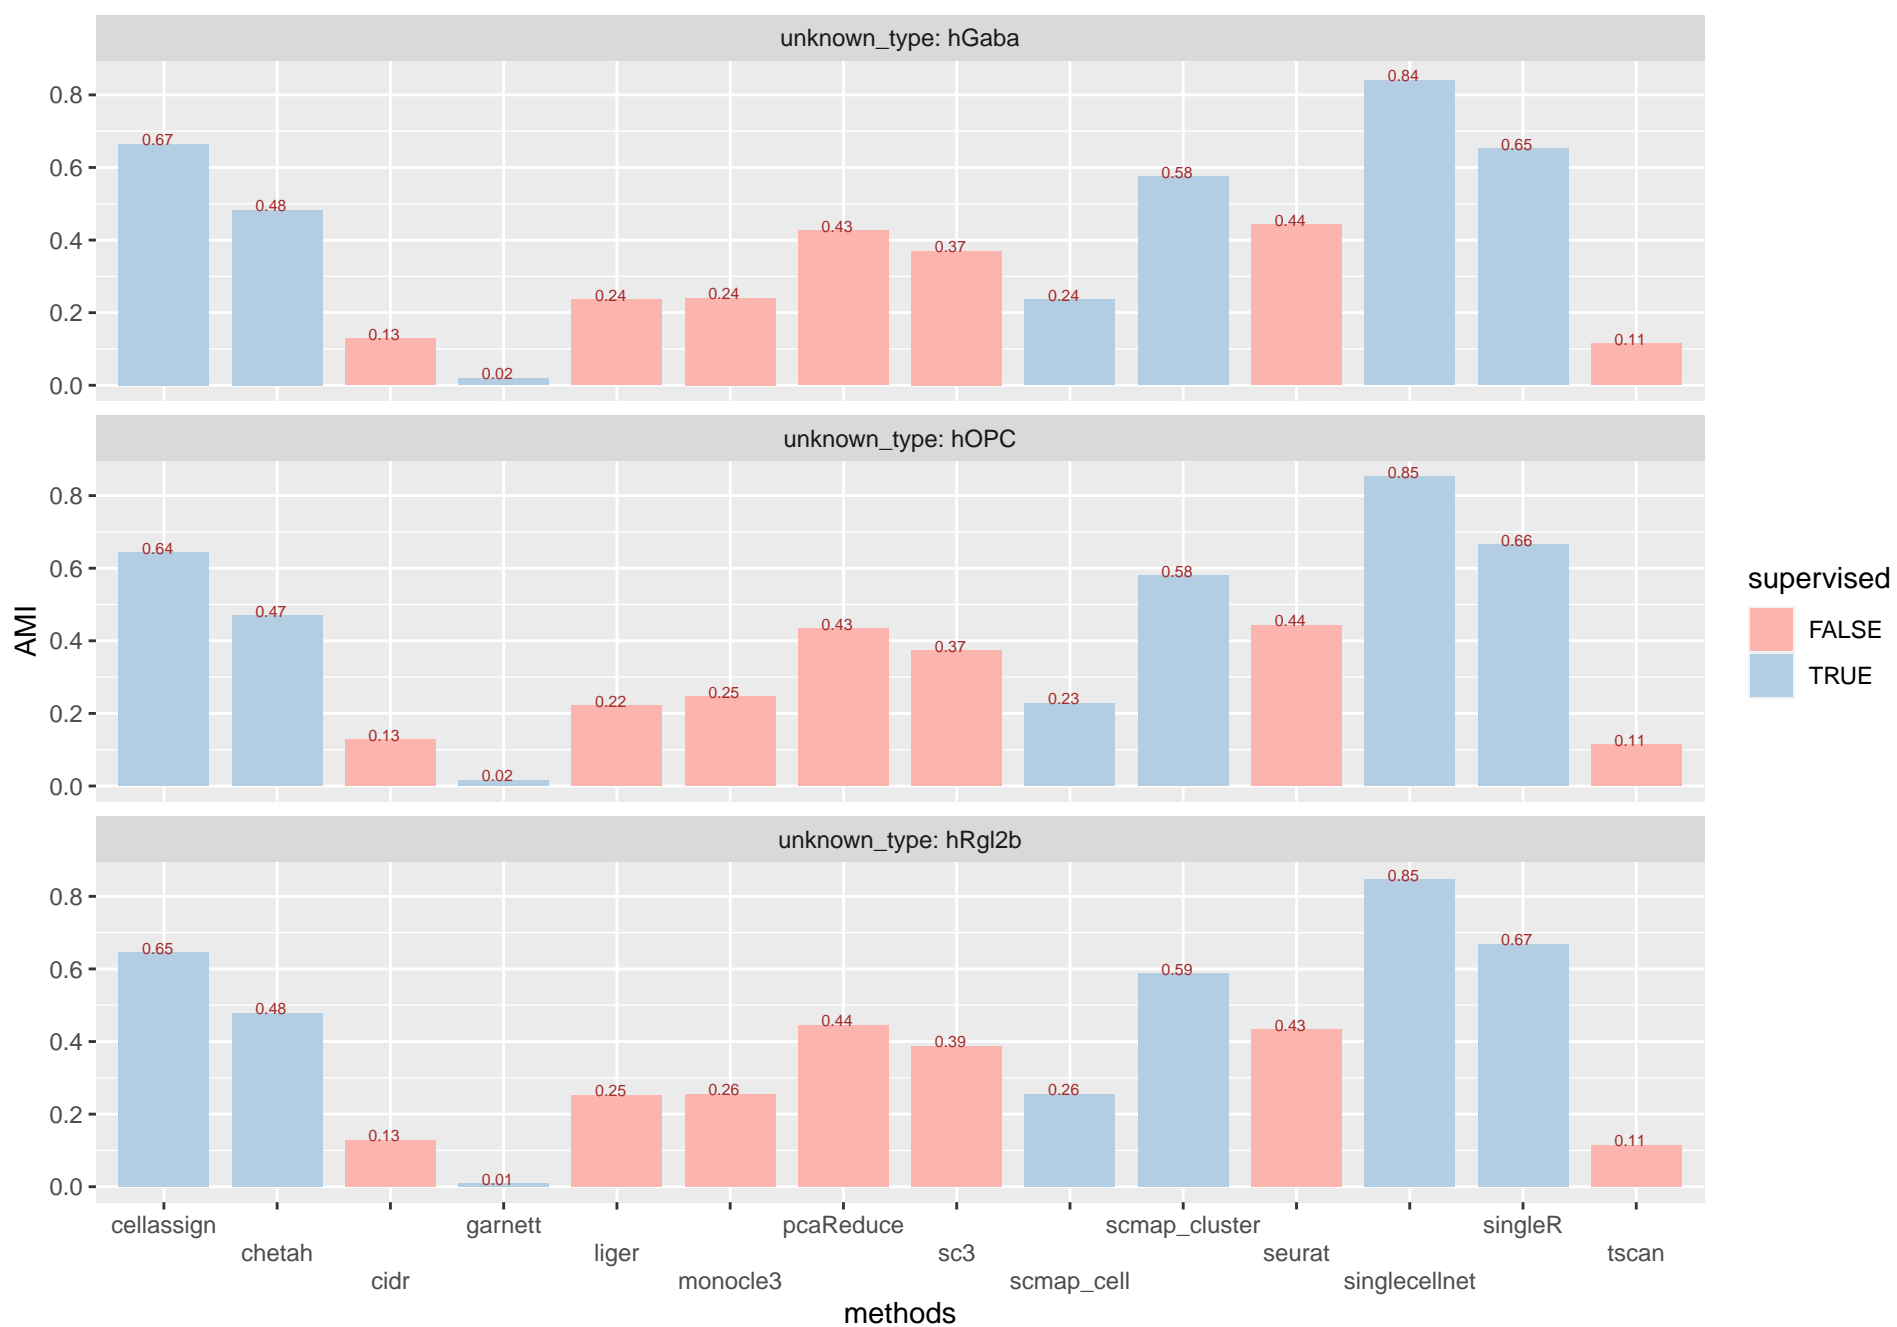 unknown_type: hGaba
0.8
0.6
0.4
0.2
0.0
0.67
0.48
0.13
0.02
0.24
0.24
0.43
0.37
0.24
0.58
0.44
0.84
0.65
0.11
unknown_type: hOPC
0.8
0.6
0.4
0.2
0.0
0.64
0.47
0.13
0.02
0.22
0.25
0.43
0.37
0.23
0.58
0.44
0.85
0.66
0.11
unknown_type: hRgl2b
0.8
0.6
0.4
0.2
0.0
0.65
0.48
0.13
0.01
0.25
0.26
0.44
0.39
0.26
0.59
0.43
0.85
0.67
0.11
AMI
cellassign
chetah
cidr
garnett
liger
monocle3
pcaReduce
sc3
scmap_cell
scmap_cluster
seurat
singlecellnet
singleR
tscan
methods
supervised
FALSE
TRUE